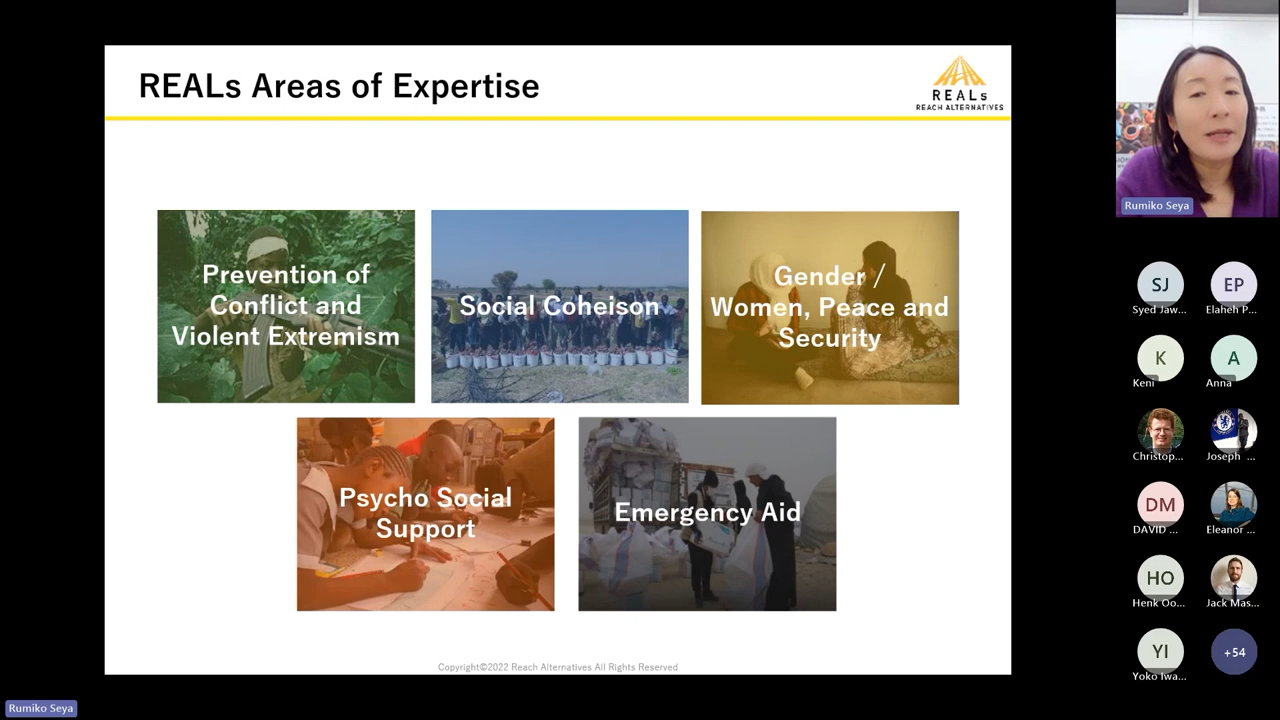 REALs Areas of Expertise
REALs
REACH ALTERNATIVES
Prevention of
Conflict and
Violent Extremism
Social Coheison
Gender /
Women, Peace and
Security
Psycho Social
Support
Emergency Aid
Copyright©2022 Reach Alternatives All Rights Reserved
Rumiko Seya
Rumiko Seya
SJ
Syed Jaw...
EP
Elaheh P...
K
Keni
A
Anna
Christop...
Joseph ...
DM
DAVID ...
Eleanor ...
HO
Henk Oo...
Jack Mas...
YI
Yoko Iwa...
+54